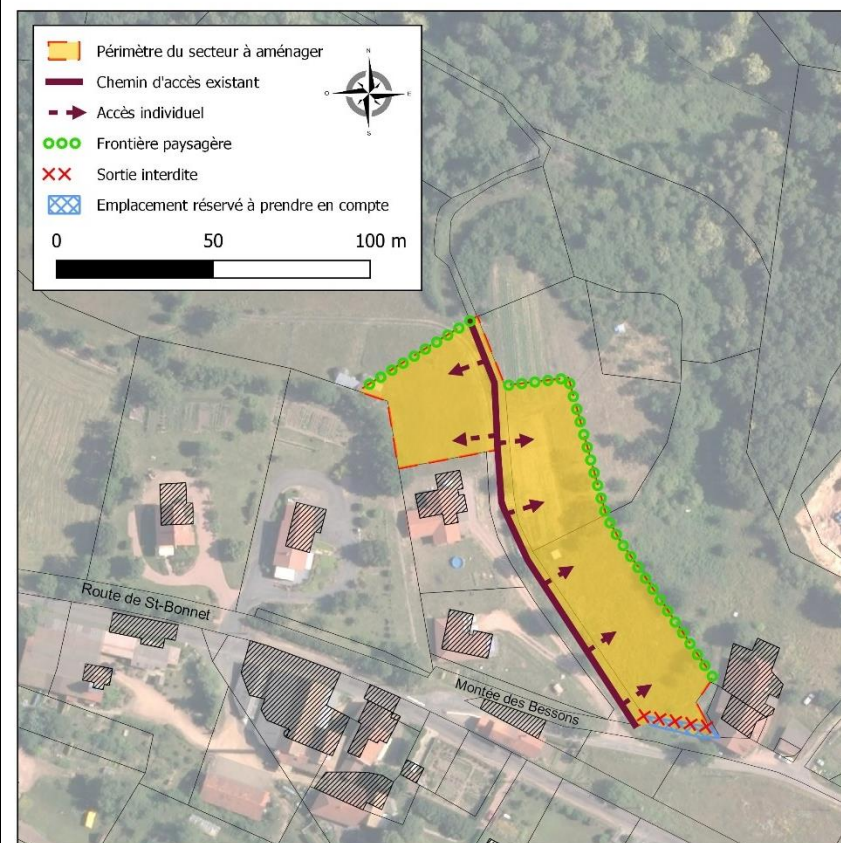 Périmètre du secteur à aménager
Chemin d'accès existant
Accès individuel
Frontière paysagère
Sortie interdite
Emplacement réservé à prendre en compte
N
O
E
S
0 50 100 m
Route de St-Bonnet
Montée des Bessons